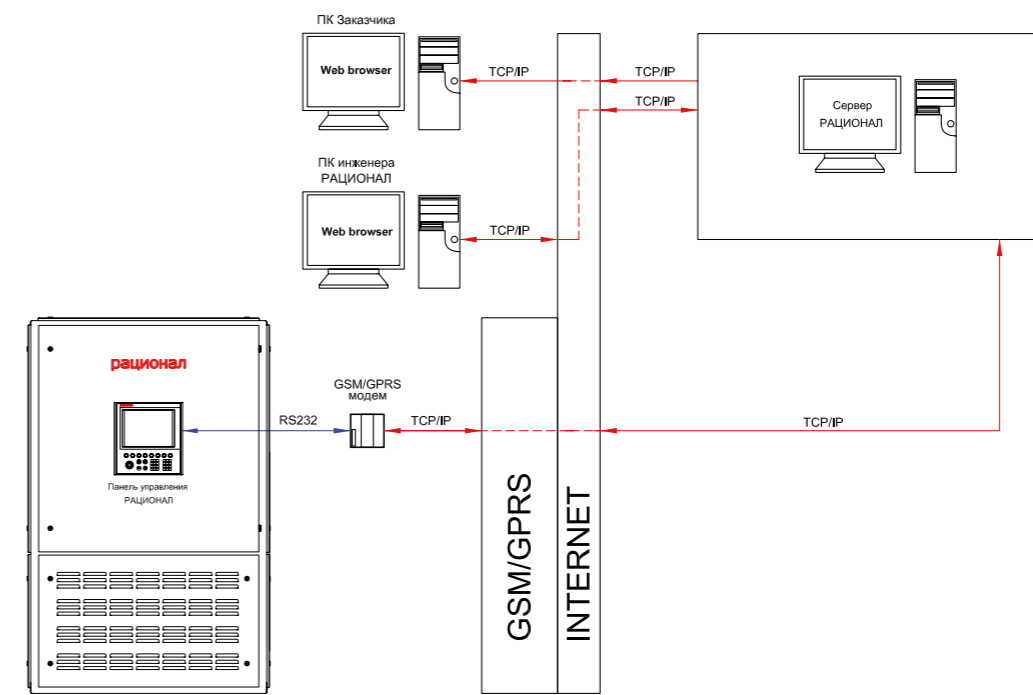 ПК Заказчика
Web browser
TCP/IP
TCP/IP
TCP/IP
Сервер
РАЦИОНАЛ
ПК инженера
РАЦИОНАЛ
Web browser
TCP/IP
рационал
GSM/GPRS
модем
RS232
TCP/IP
TCP/IP
Панель управления
РАЦИОНАЛ
GSM/GPRS
INTERNET